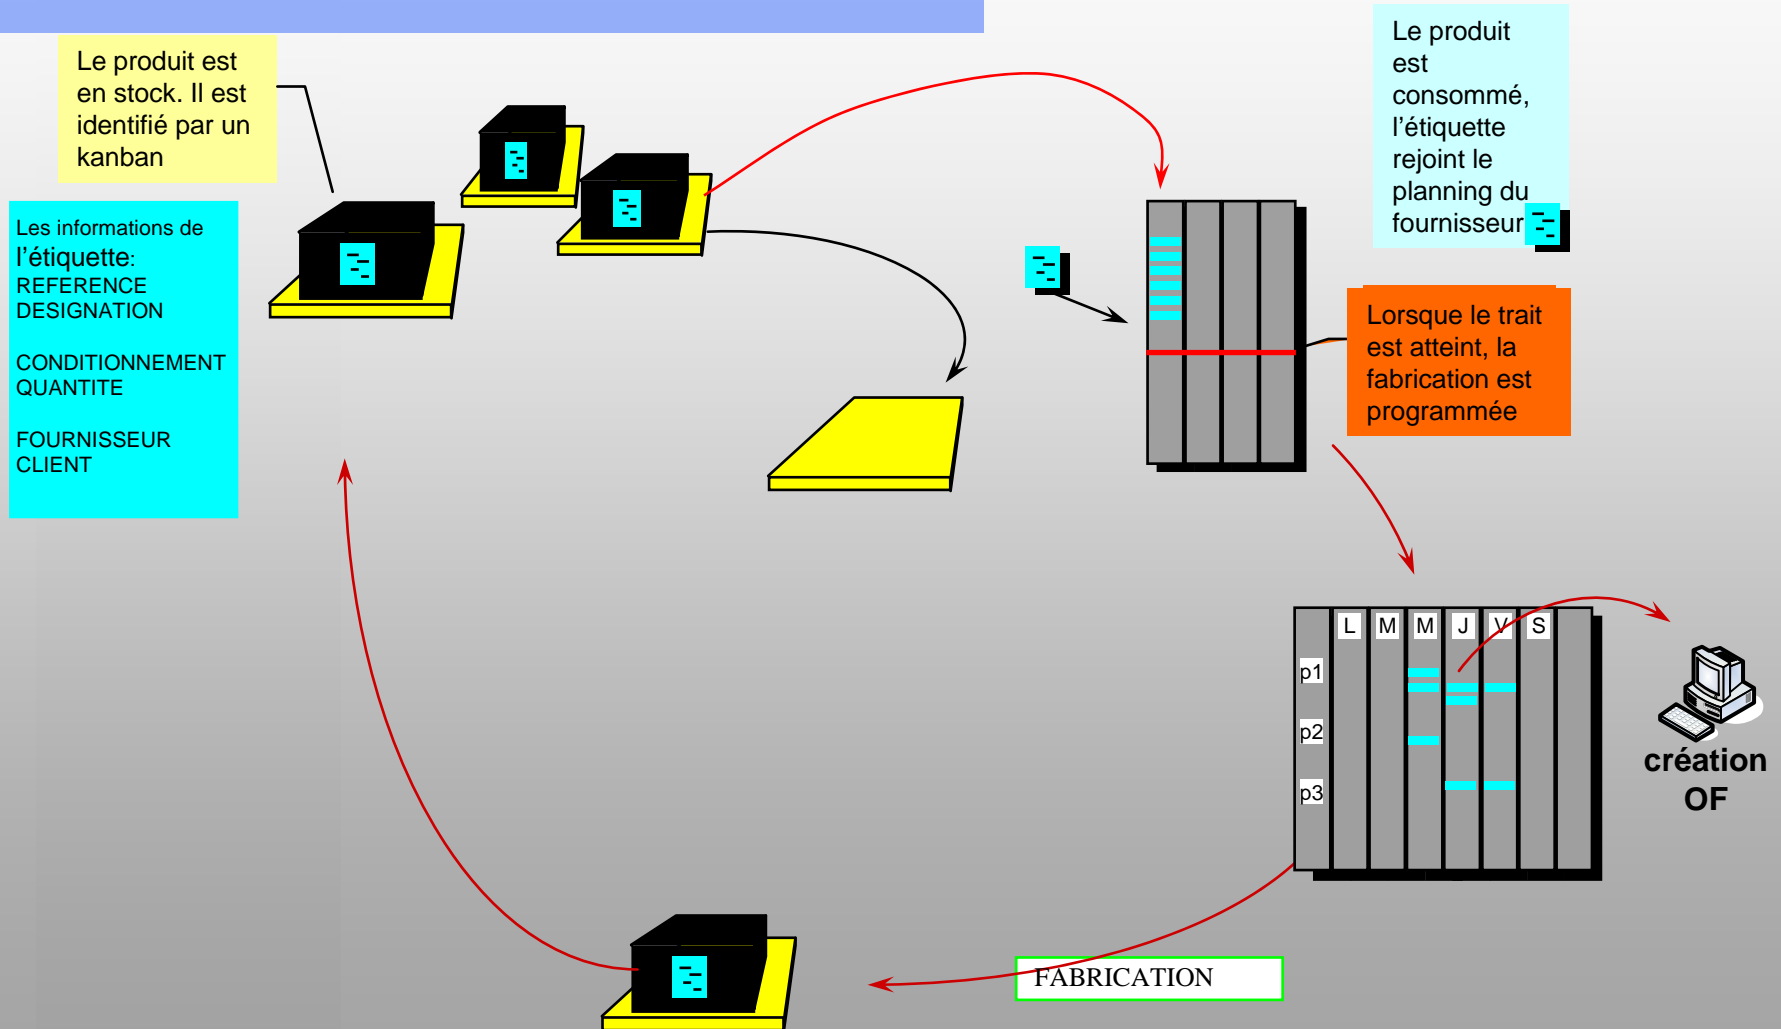 Le produit est
en stock. Il est
identifié par un
kanban
Les informations de
l’étiquette:
REFERENCE
DESIGNATION
CONDITIONNEMENT
QUANTITE
FOURNISSEUR
CLIENT
Le produit
est
consommé,
l’étiquette
rejoint le
planning du
fournisseur
Lorsque le trait
est atteint, la
fabrication est
programmée
L M M J V S
p1
p2
p3
création
OF
FABRICATION